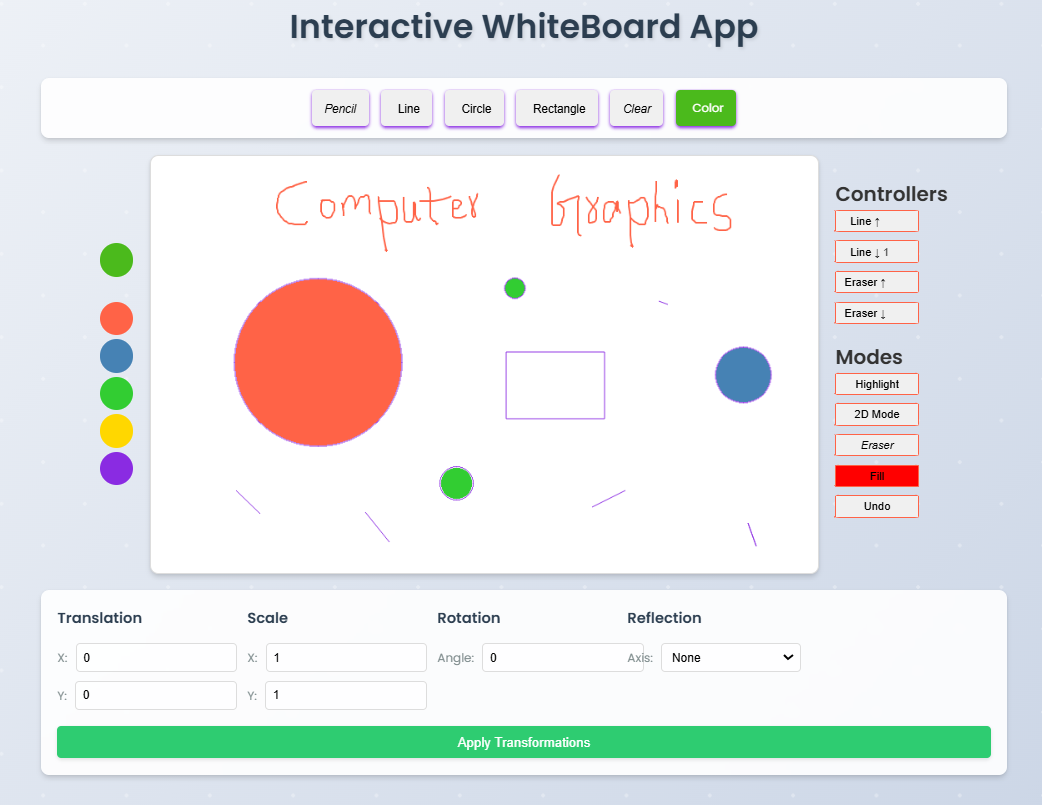 Interactive WhiteBoard App
Pencil Line Circle Rectangle Clear Color
Computer Graphics
Controllers
Line ↑
Line ↓ 1
Eraser ↑
Eraser ↓
Modes
Highlight
2D Mode
Eraser
Fill
Undo
Translation Scale Rotation Reflection
X: 0 X: 1 Angle: 0 Axis: None
Y: 0 Y: 1
Apply Transformations